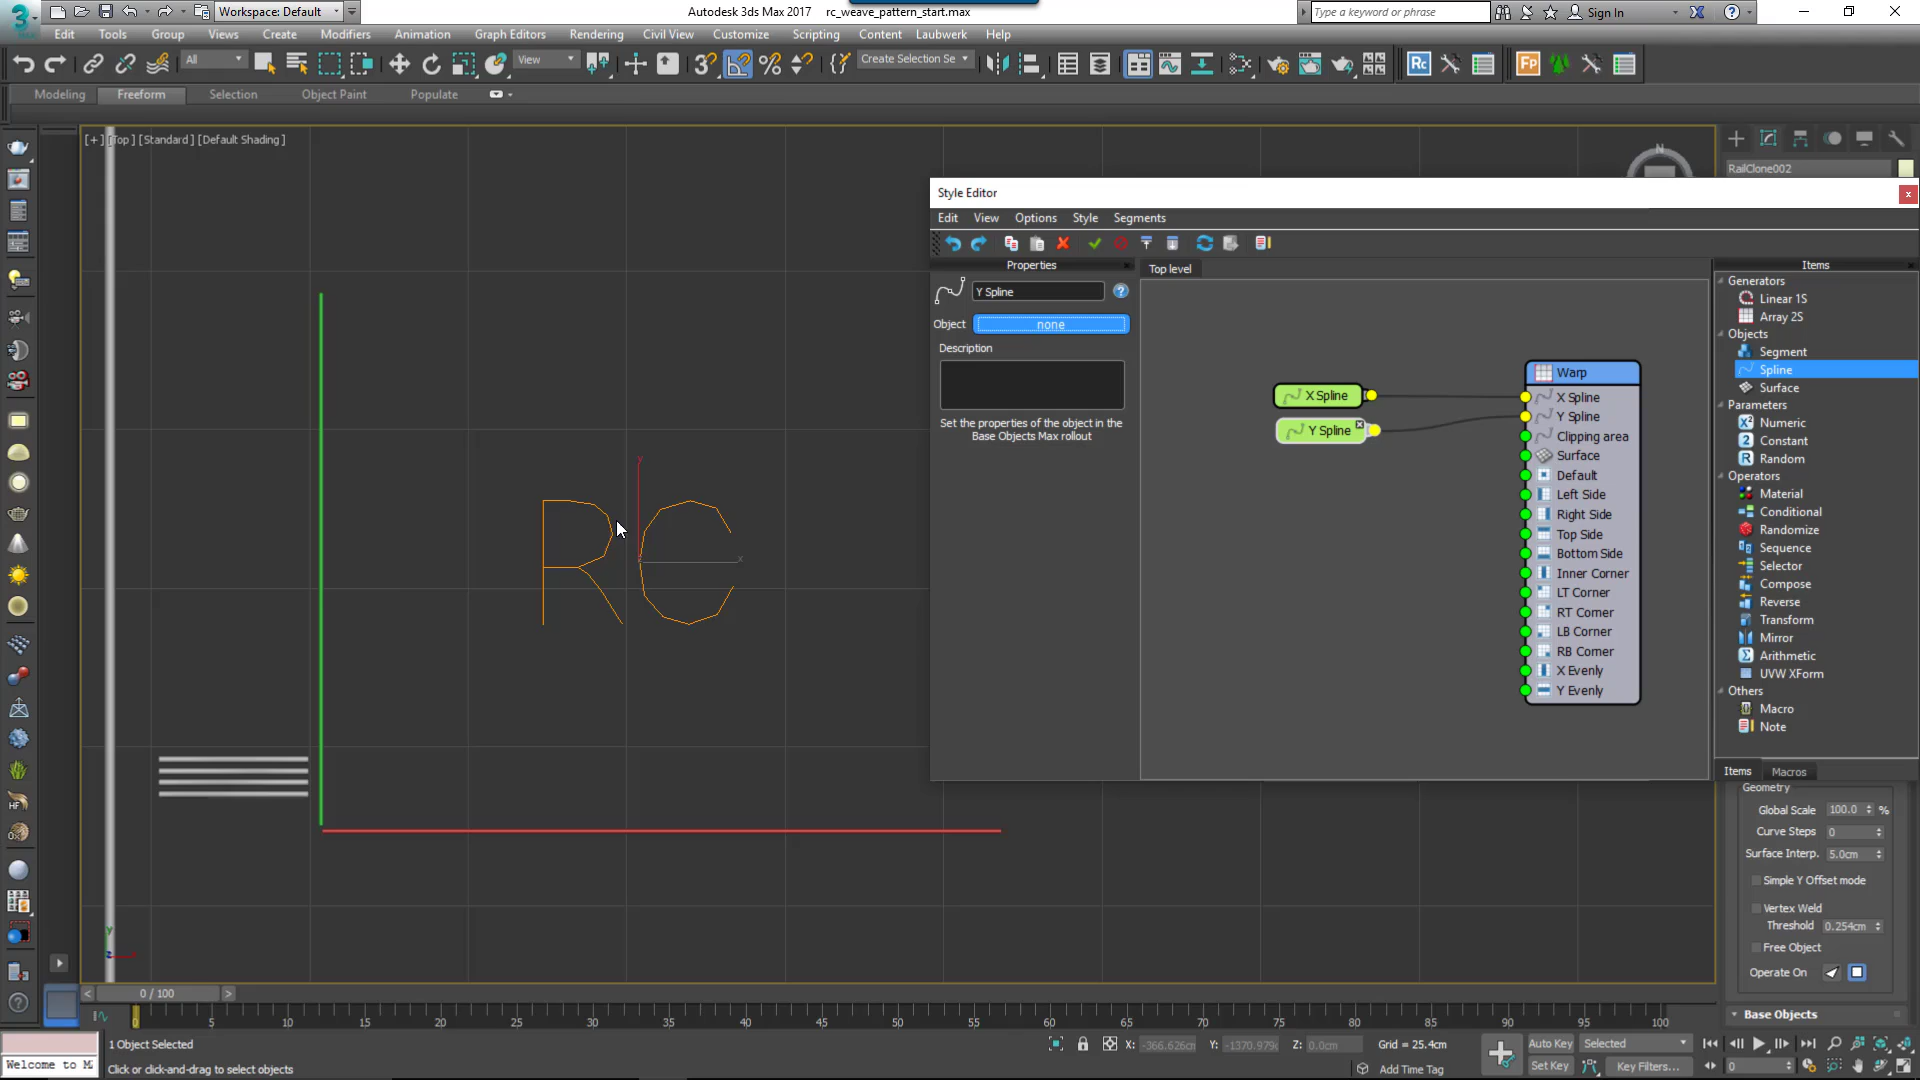 Workspace: Default
Autodesk 3ds Max 2017 rc_weave_pattern_start.max
Type a keyword or phrase
Sign In
Edit Tools Group Views Create Modifiers Animation Graph Editors Rendering Civil View Customize Scripting Content Laubwerk Help
All
View
Create Selection Se
Rc
Fp
Modeling Freeform Selection Object Paint Populate
[+] [Top] [Standard] [Default Shading]
N
RailClone002
Style Editor
Edit View Options Style Segments
Properties
Top level
Items
Y Spline
Object none
Description
Set the properties of the object in the
Base Objects Max rollout
X Spline
Y Spline
Warp
X Spline
Y Spline
Clipping area
Surface
Default
Left Side
Right Side
Top Side
Bottom Side
Inner Corner
LT Corner
RT Corner
LB Corner
RB Corner
X Evenly
Y Evenly
Generators
Linear 1S
Array 2S
Objects
Segment
Spline
Surface
Parameters
Numeric
Constant
Random
Operators
Material
Conditional
Randomize
Sequence
Selector
Compose
Reverse
Transform
Mirror
Arithmetic
UVW XForm
Others
Macro
Note
Items Macros
Geometry
Global Scale 100.0 %
Curve Steps 0
Surface Interp. 5.0cm
Simple Y Offset mode
Vertex Weld
Threshold 0.254cm
Free Object
Operate On
Base Objects
RC
y
x
0 / 100
0 5 10 15 20 25 30 35 40 45 50 55 60 65 70 75 80 85 90 95 100
1 Object Selected
X: -366.626cm Y: -1370.979c Z: 0.0cm Grid = 25.4cm
Auto Key Selected
Welcome to M
Click or click-and-drag to select objects
Add Time Tag
Set Key Key Filters...
0